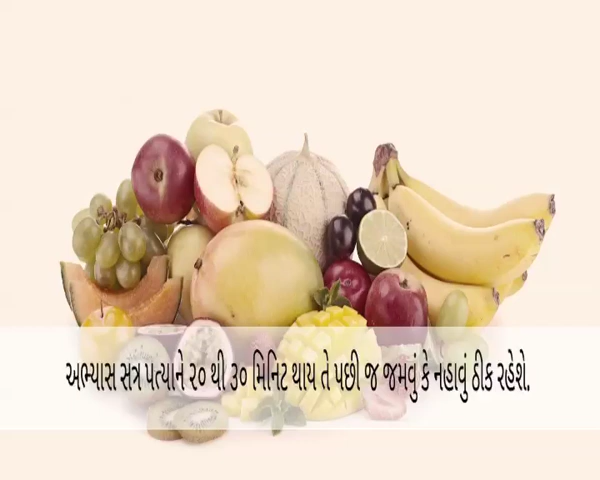 અભ્યાસ સત્ર પત્યાને ૨૦ થી ૩૦ મિનિટ થાય તે પછી જ જમવું કે નહાવું ઠીક રહેશે.